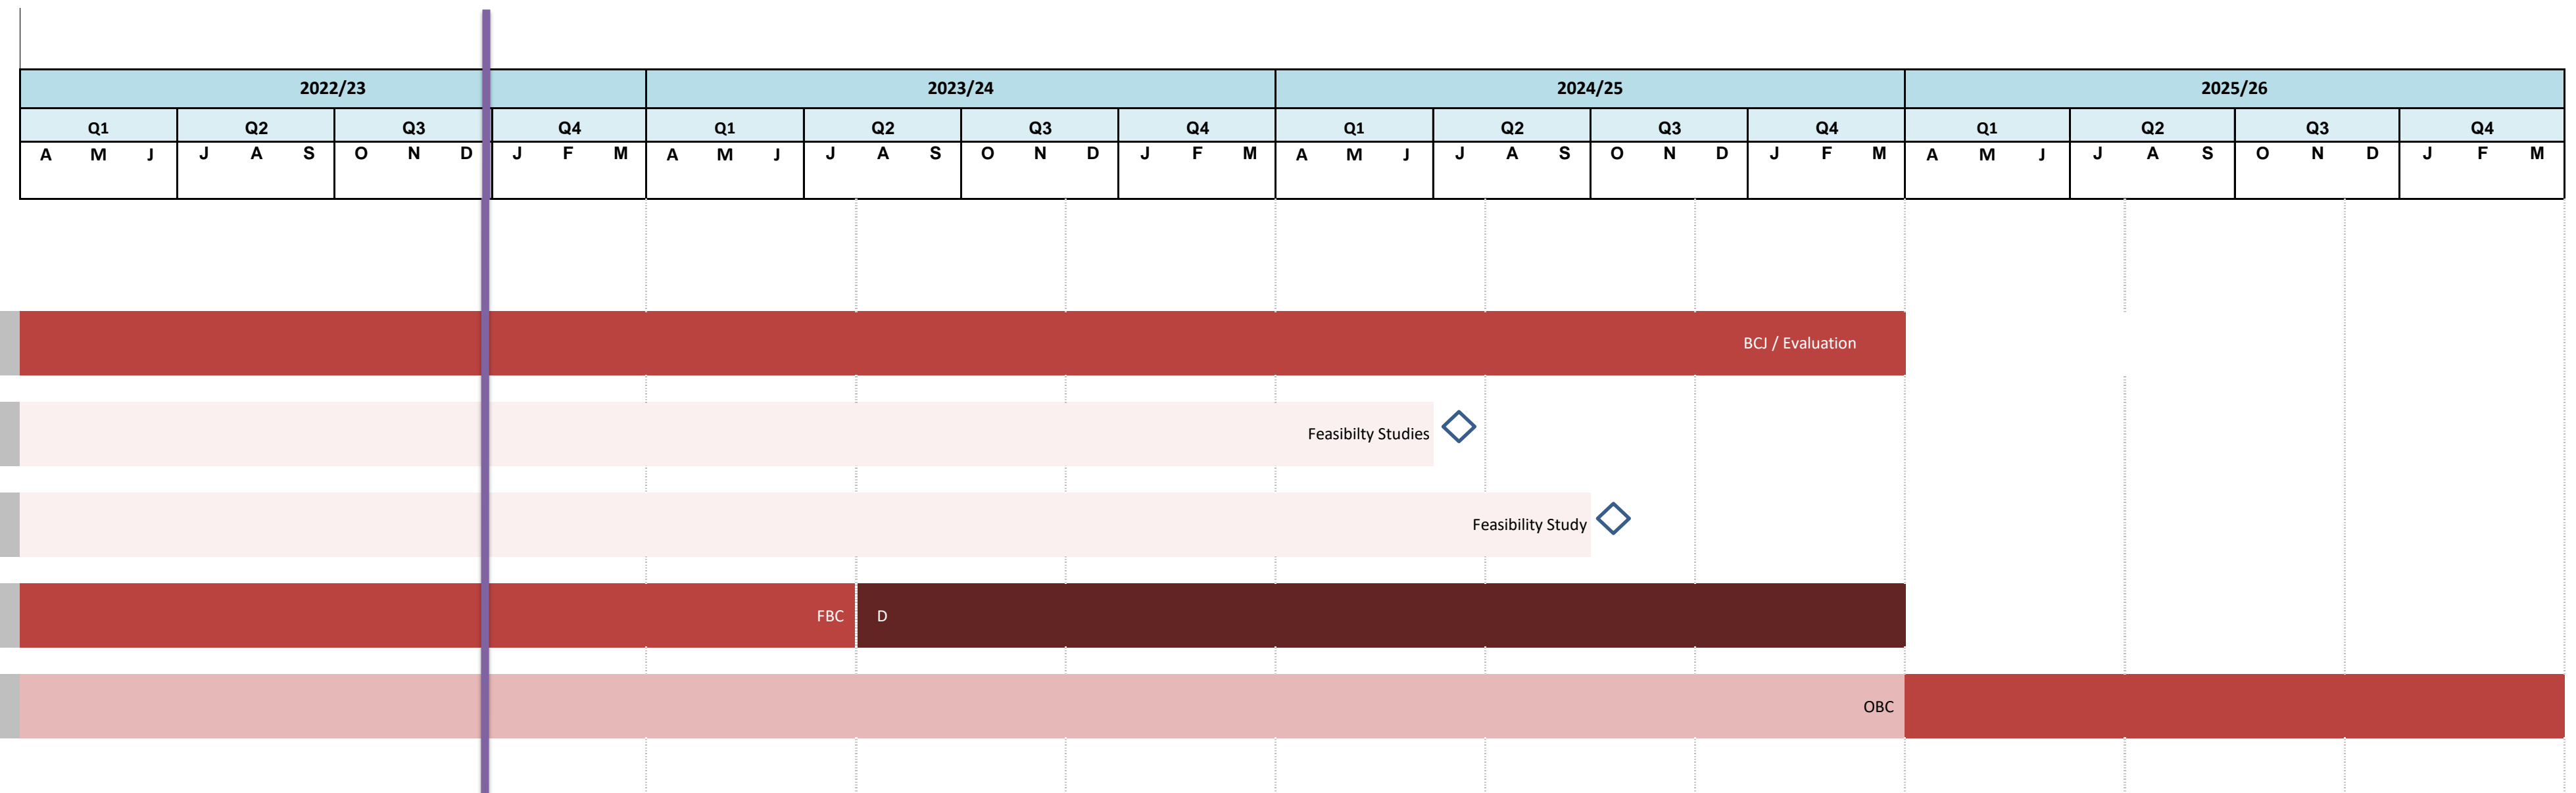 2022/23 2023/24 2024/25 2025/26
Q1 Q2 Q3 Q4 Q1 Q2 Q3 Q4 Q1 Q2 Q3 Q4 Q1 Q2 Q3 Q4
A M J J A S O N D J F M A M J J A S O N D J F M A M J J A S O N D J F M A M J J A S O N D J F M
BCJ / Evaluation
Feasibilty Studies
Feasibility Study
FBC D
OBC